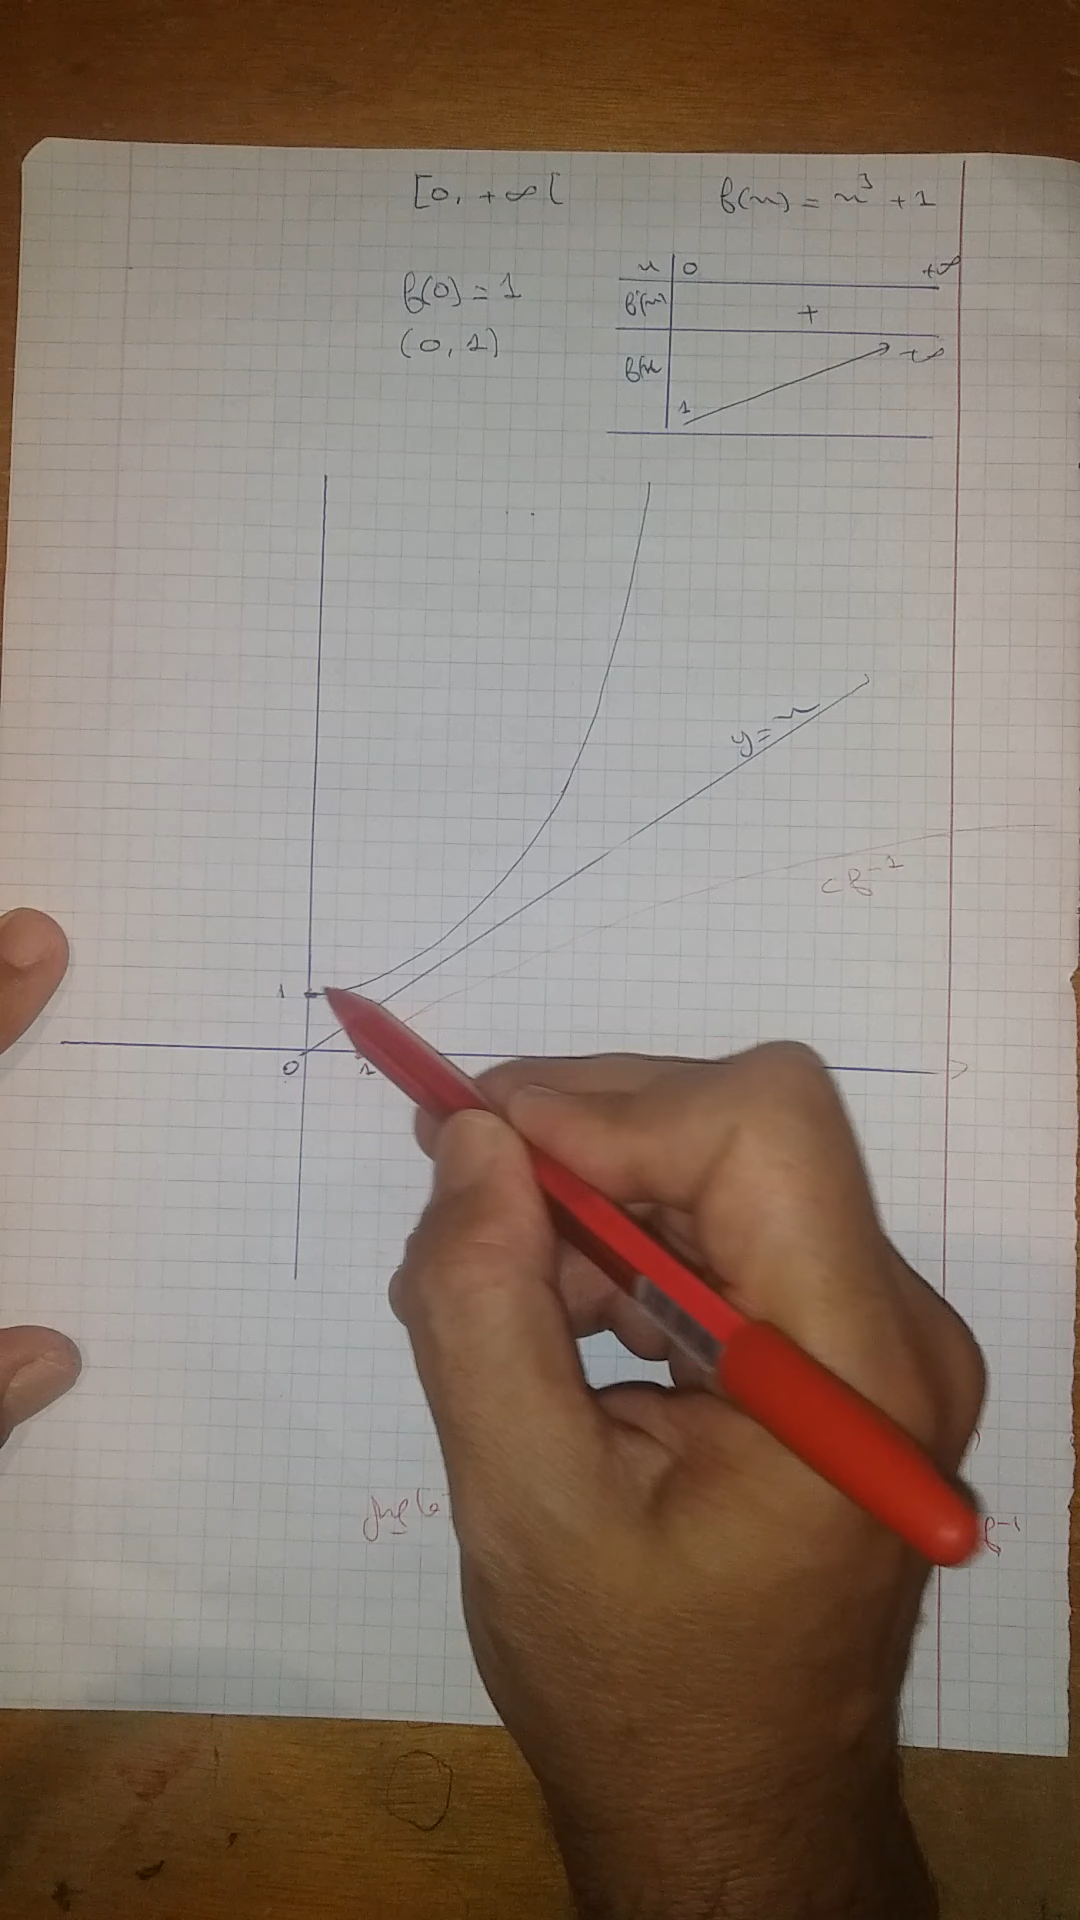 [0, +∞[
f(x) = x³ + 1
f(0) = 1
(0, 1)
x 0 +∞
f'(x) +
f(x) 1 +∞
y = x
Cf⁻¹
1
0 1
f⁻¹